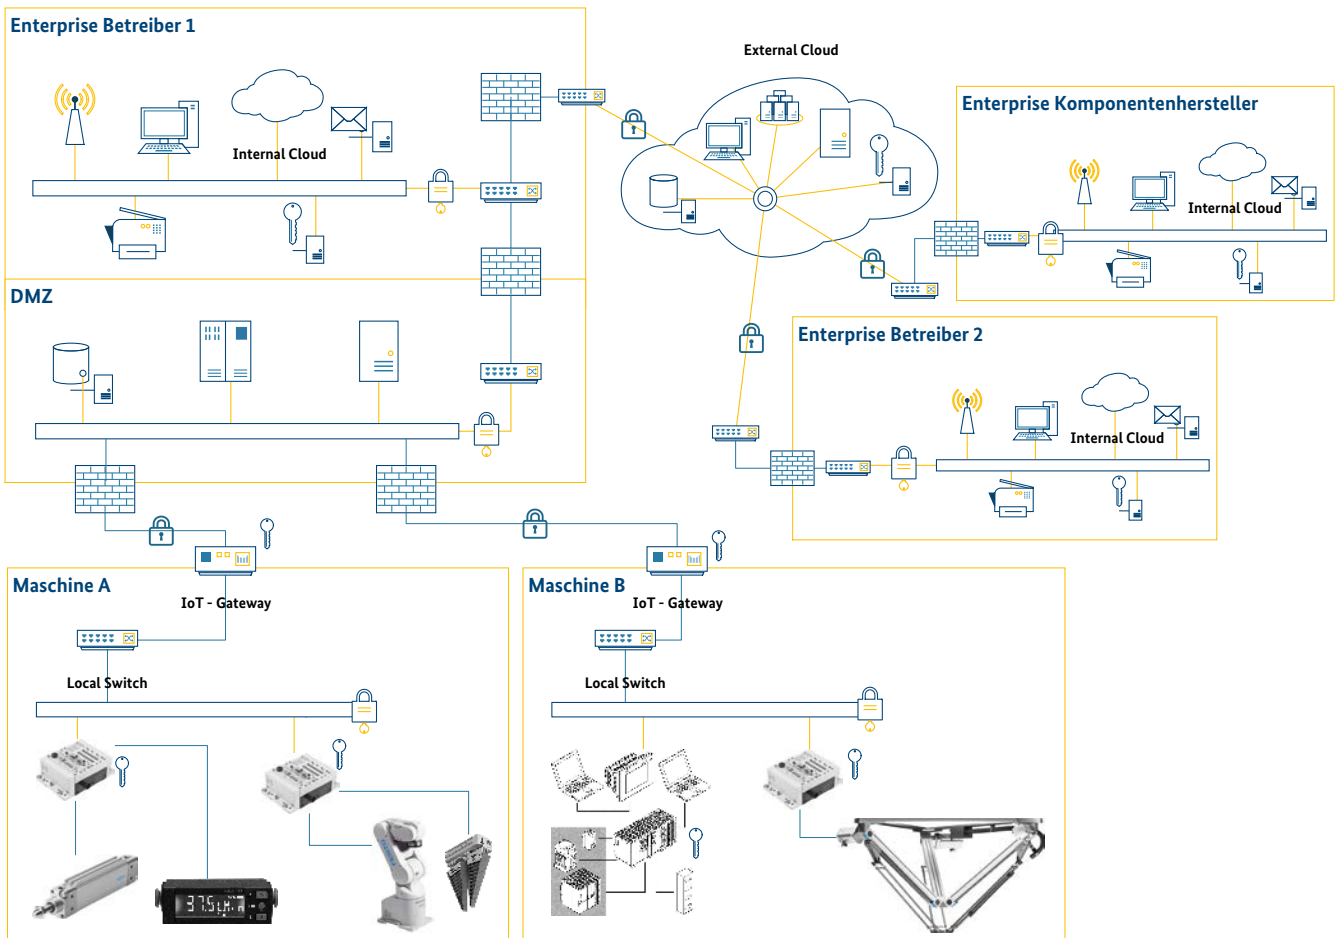 Enterprise Betreiber 1
External Cloud
Enterprise Komponentenhersteller
Internal Cloud
Internal Cloud
DMZ
Enterprise Betreiber 2
Internal Cloud
Maschine A
IoT - Gateway
Local Switch
Maschine B
IoT - Gateway
Local Switch